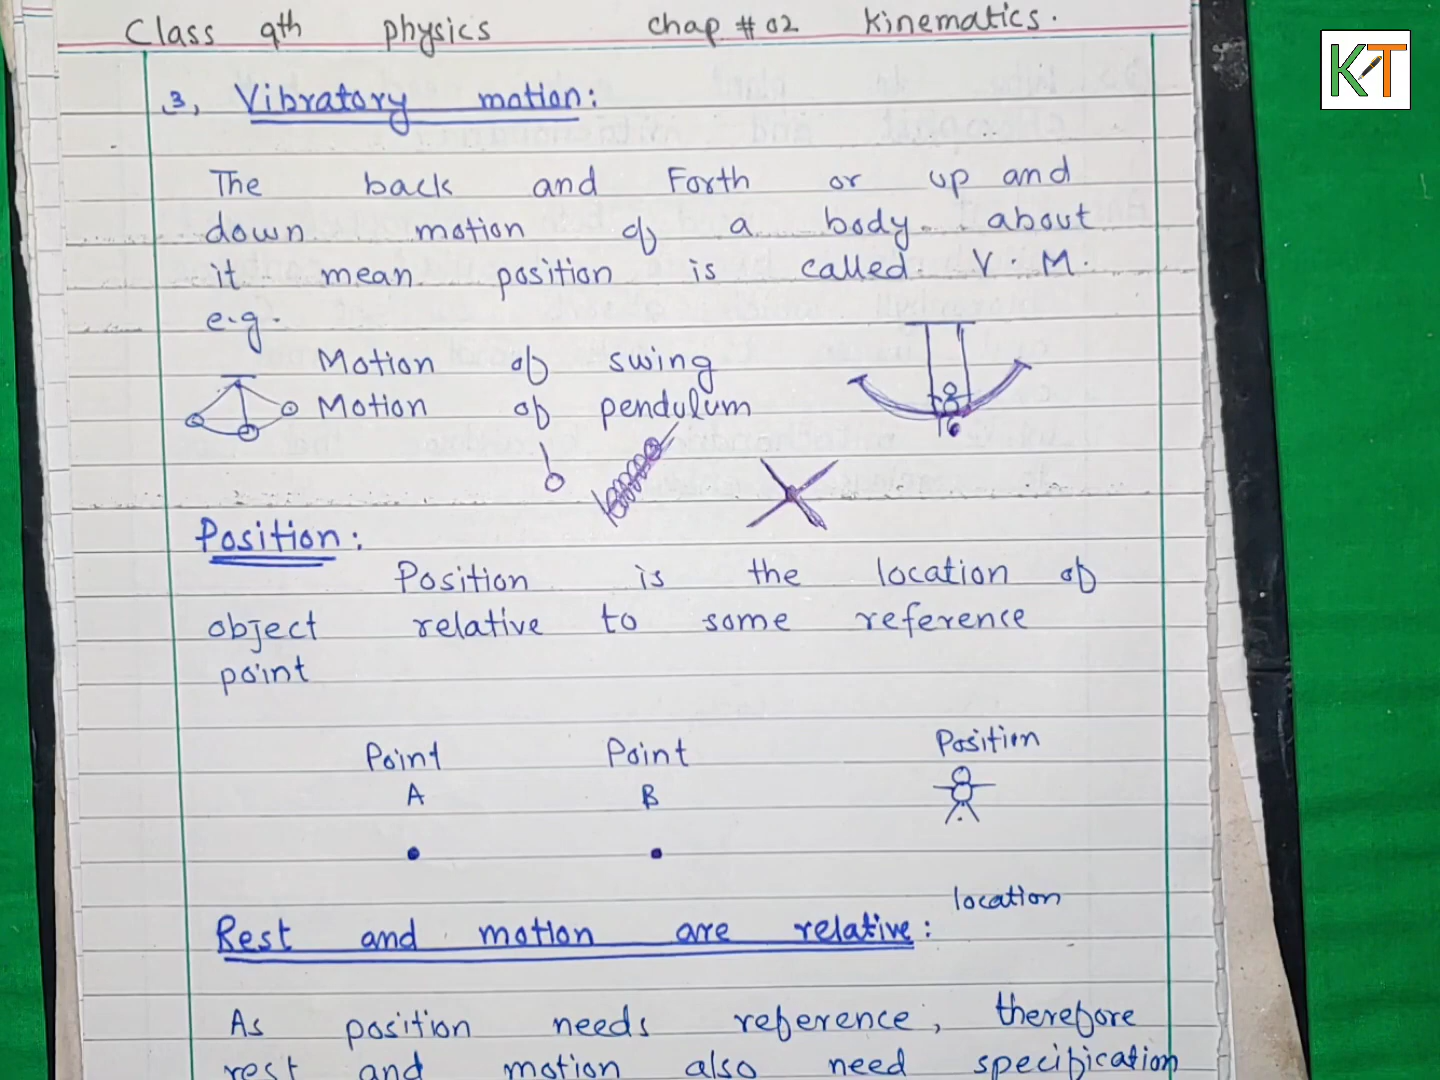 Class 9th physics chap # 02 Kinematics.
KT
3, Vibratory motion:
The back and Forth or up and
down motion of a body about
it mean position is called V.M.
e.g.
Motion of swing
Motion of pendulum
Position:
Position is the location of
object relative to some reference
point
Point Point Position
A B
location
Rest and motion are relative:
As position needs reference, therefore
rest and motion also need specification